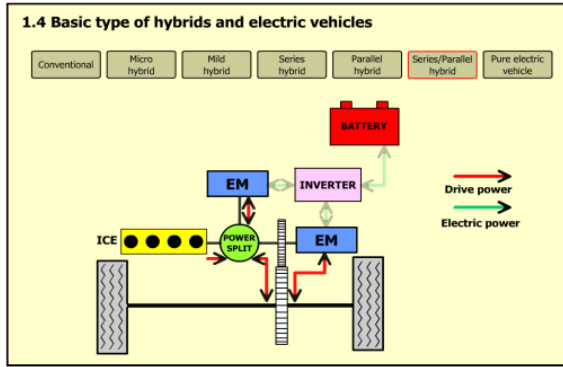 1.4 Basic type of hybrids and electric vehicles
Conventional
Micro
hybrid
Mild
hybrid
Series
hybrid
Parallel
hybrid
Series/Parallel
hybrid
Pure electric
vehicle
BATTERY
EM
INVERTER
Drive power
Electric power
ICE
POWER
SPLIT
EM